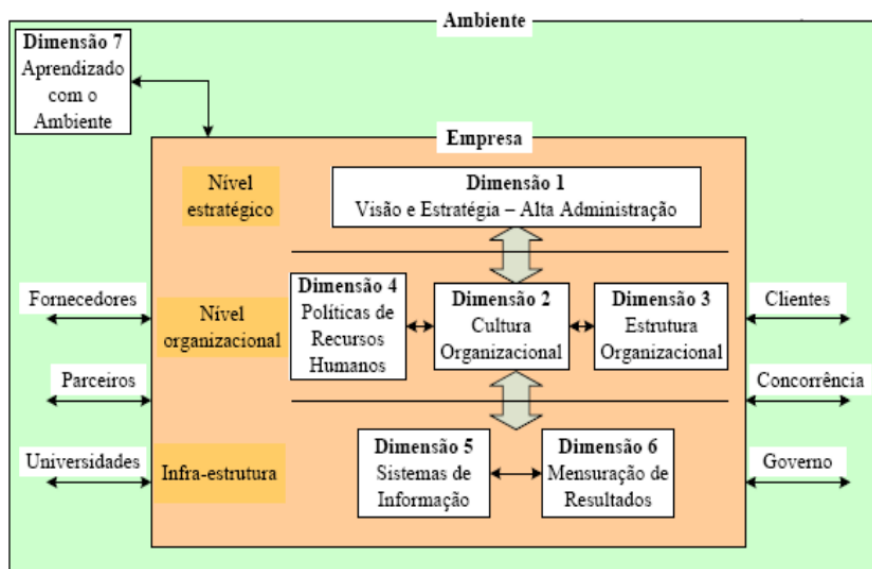 Ambiente
Dimensão 7
Aprendizado
com o
Ambiente
Empresa
Nível
estratégico
Dimensão 1
Visão e Estratégia – Alta Administração
Fornecedores
Parceiros
Universidades
Nível
organizacional
Dimensão 4
Políticas de
Recursos
Humanos
Dimensão 2
Cultura
Organizacional
Dimensão 3
Estrutura
Organizacional
Clientes
Concorrência
Governo
Infra-estrutura
Dimensão 5
Sistemas de
Informação
Dimensão 6
Mensuração de
Resultados